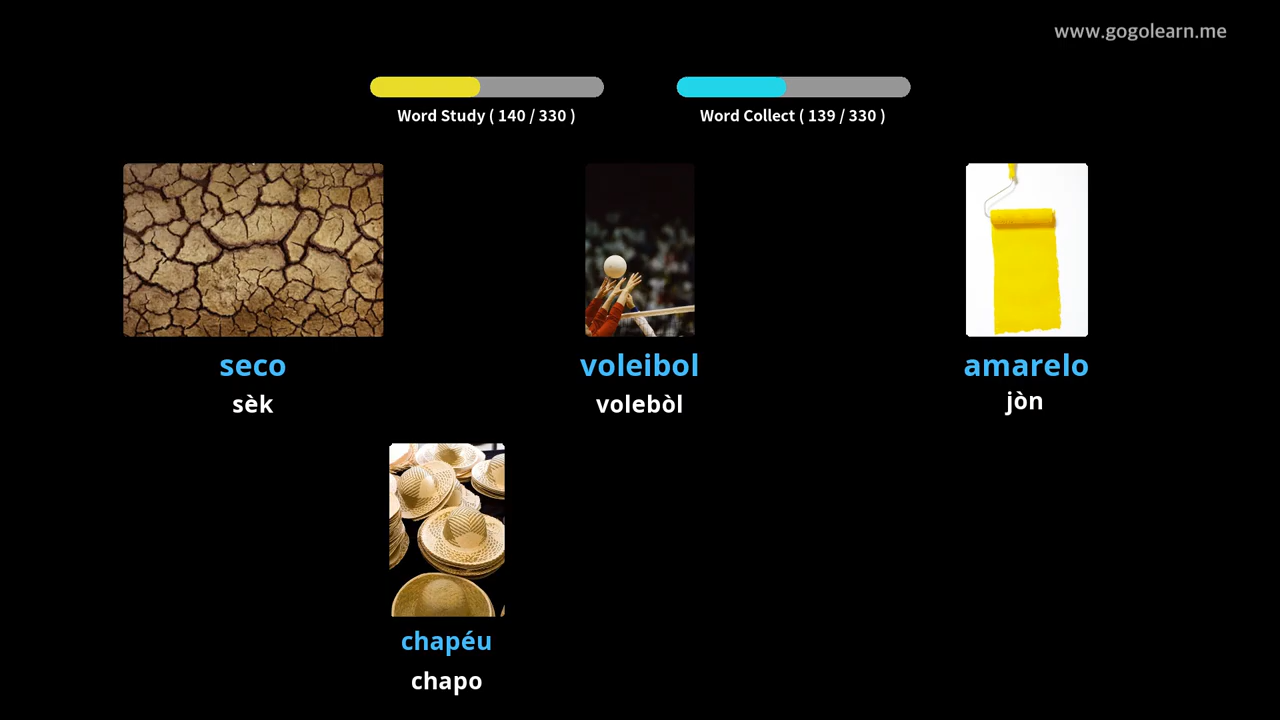 www.gogolearn.me
Word Study ( 140 / 330 )
Word Collect ( 139 / 330 )
seco
sèk
voleibol
volebòl
amarelo
jòn
chapéu
chapo